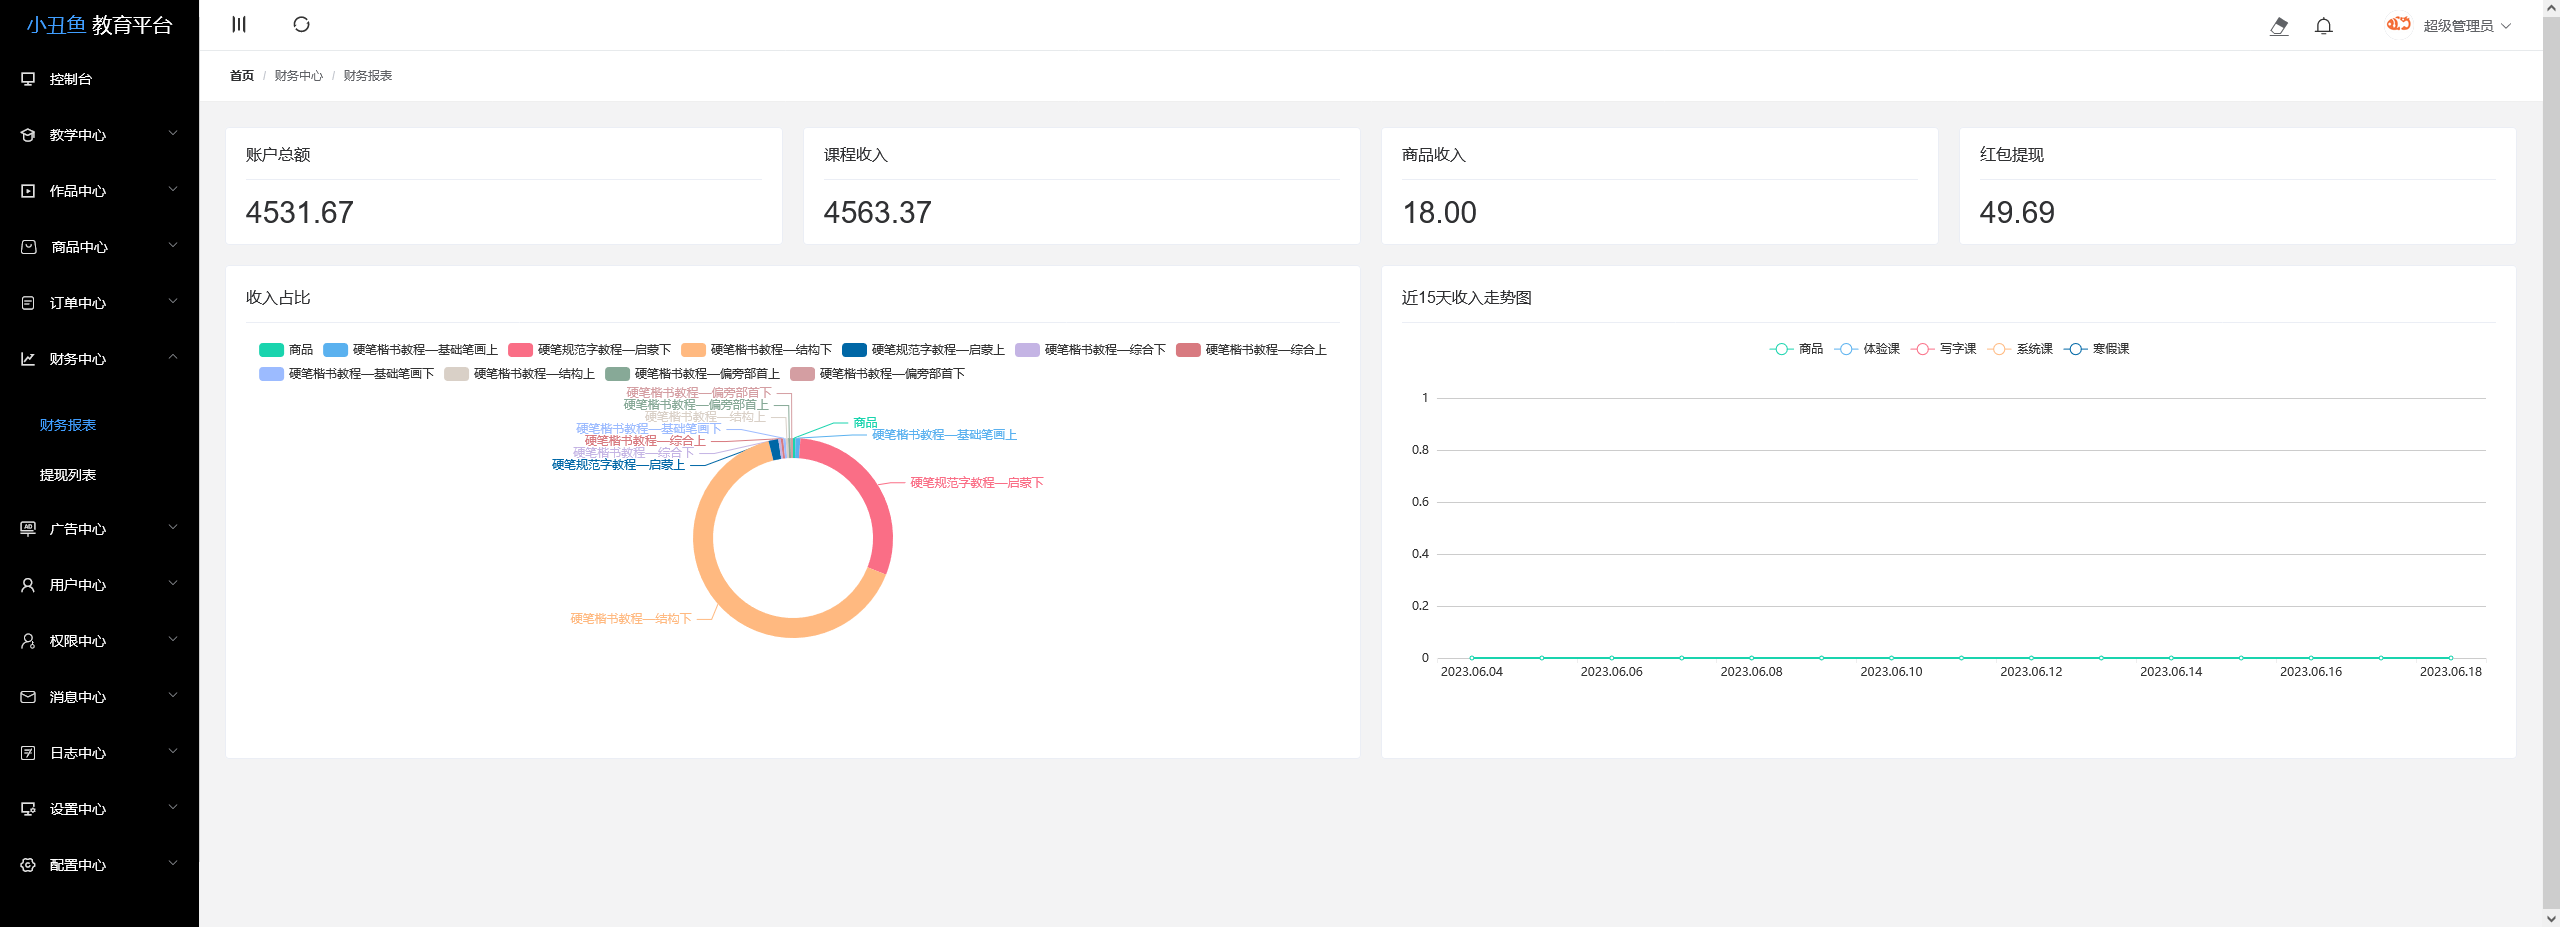 小丑鱼 教育平台
控制台
教学中心
作品中心
商品中心
订单中心
财务中心
财务报表
提现列表
广告中心
用户中心
权限中心
消息中心
日志中心
设置中心
配置中心
超级管理员
首页 / 财务中心 / 财务报表
账户总额
4531.67
课程收入
4563.37
商品收入
18.00
红包提现
49.69
收入占比
商品 硬笔楷书教程—基础笔画上 硬笔规范字教程—启蒙下 硬笔楷书教程—结构下 硬笔规范字教程—启蒙上 硬笔楷书教程—综合下 硬笔楷书教程—综合上
硬笔楷书教程—基础笔画下 硬笔楷书教程—结构上 硬笔楷书教程—偏旁部首上 硬笔楷书教程—偏旁部首下
硬笔楷书教程—偏旁部首下
硬笔楷书教程—偏旁部首上
硬笔楷书教程—结构上
商品
硬笔楷书教程—基础笔画下
硬笔楷书教程—基础笔画上
硬笔楷书教程—综合上
硬笔楷书教程—综合下
硬笔规范字教程—启蒙上
硬笔规范字教程—启蒙下
硬笔楷书教程—结构下
近15天收入走势图
商品 体验课 写字课 系统课 寒假课
1
0.8
0.6
0.4
0.2
0
2023.06.04 2023.06.06 2023.06.08 2023.06.10 2023.06.12 2023.06.14 2023.06.16 2023.06.18